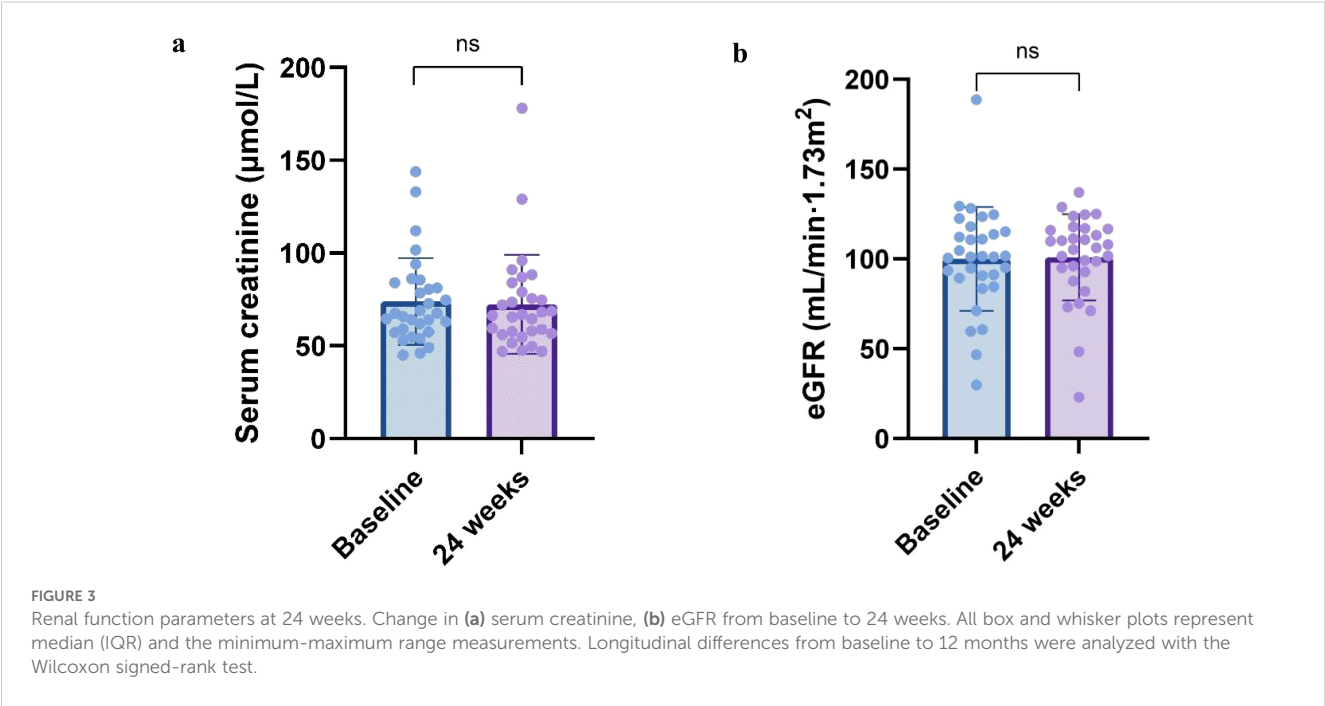 a
ns
Serum creatinine (μmol/L)
200
150
100
50
0
Baseline
24 weeks
b
ns
eGFR (mL/min·1.73m²)
200
150
100
50
0
Baseline
24 weeks
FIGURE 3
Renal function parameters at 24 weeks. Change in (a) serum creatinine, (b) eGFR from baseline to 24 weeks. All box and whisker plots represent
median (IQR) and the minimum-maximum range measurements. Longitudinal differences from baseline to 12 months were analyzed with the
Wilcoxon signed-rank test.